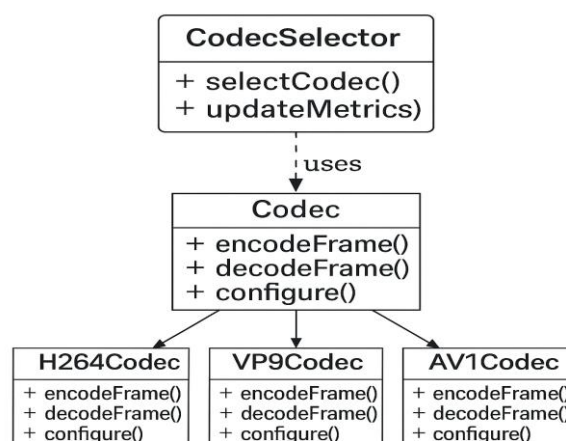 CodecSelector
+ selectCodec()
+ updateMetrics)
uses
Codec
+ encodeFrame()
+ decodeFrame()
+ configure()
H264Codec
+ encodeFrame()
+ decodeFrame()
+ configure()
VP9Codec
+ encodeFrame()
+ decodeFrame()
+ configure()
AV1Codec
+ encodeFrame()
+ decodeFrame()
+ configure()